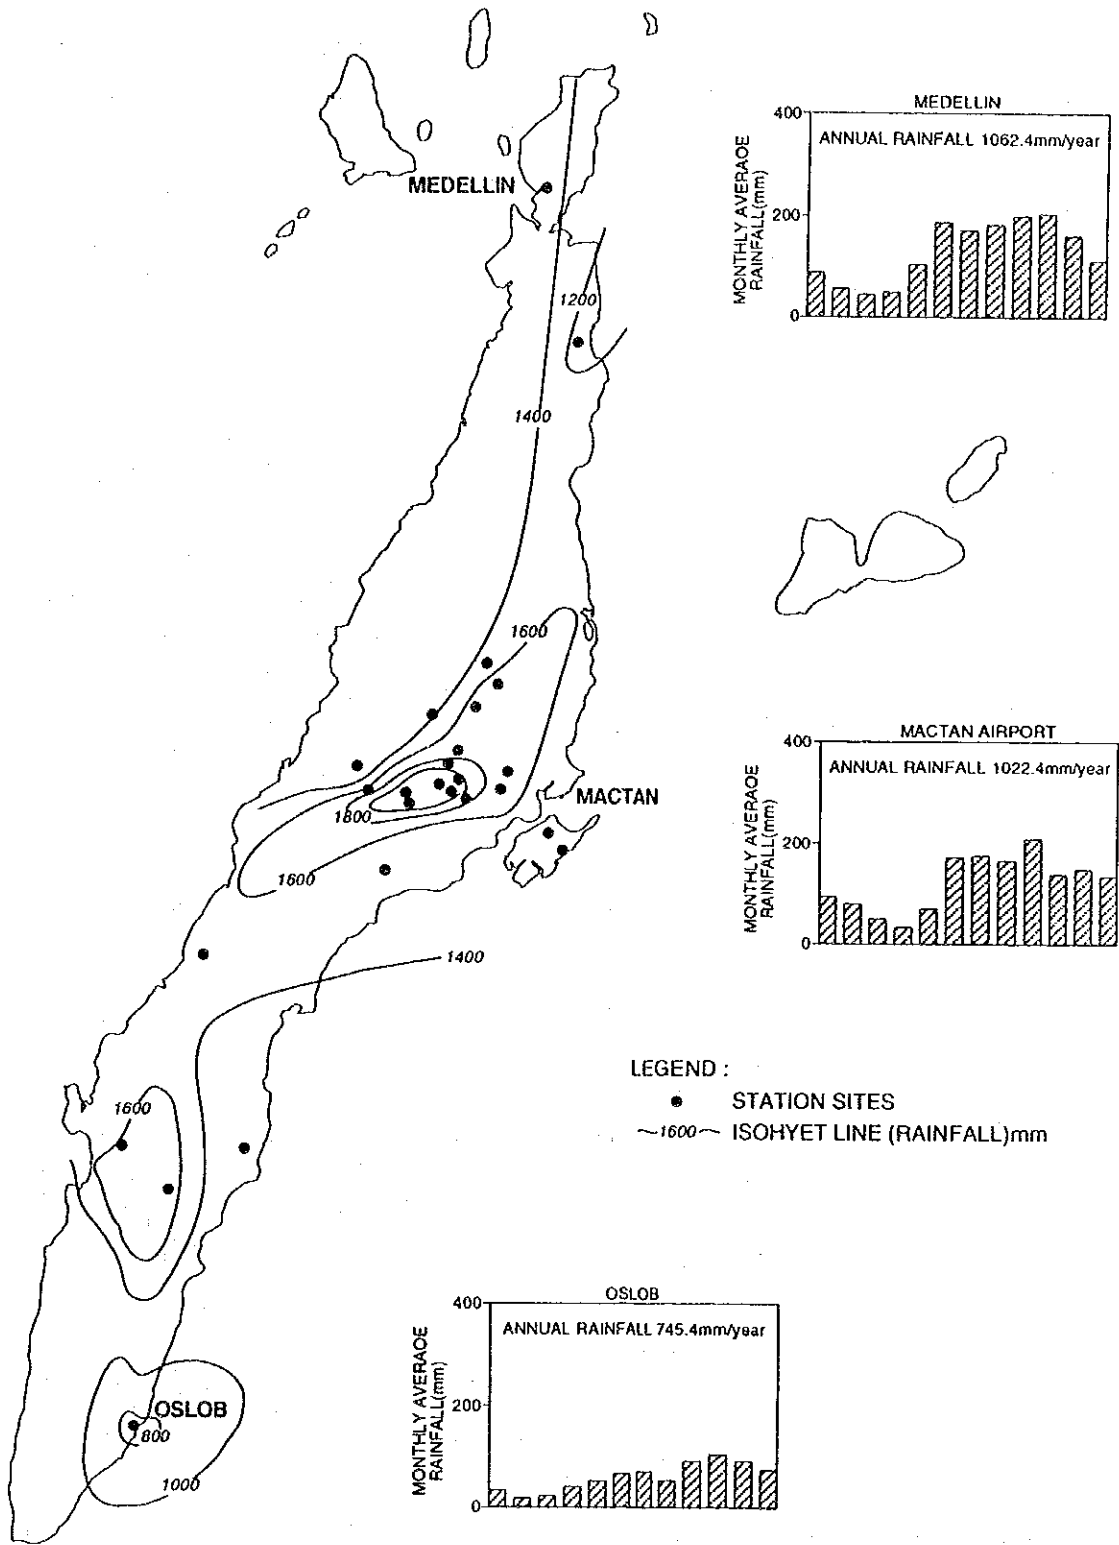 MEDELLIN
400
ANNUAL RAINFALL 1062.4mm/year
200
0
MONTHLY AVERAGE
RAINFALL(mm)
MEDELLIN
1200
1400
1600
MACTAN AIRPORT
400
ANNUAL RAINFALL 1022.4mm/year
200
0
MONTHLY AVERAGE
RAINFALL(mm)
MACTAN
1800
1600
1400
LEGEND :
STATION SITES
1600 ISOHYET LINE (RAINFALL)mm
1600
OSLOB
400
ANNUAL RAINFALL 745.4mm/year
200
0
MONTHLY AVERAGE
RAINFALL(mm)
OSLOB
800
1000